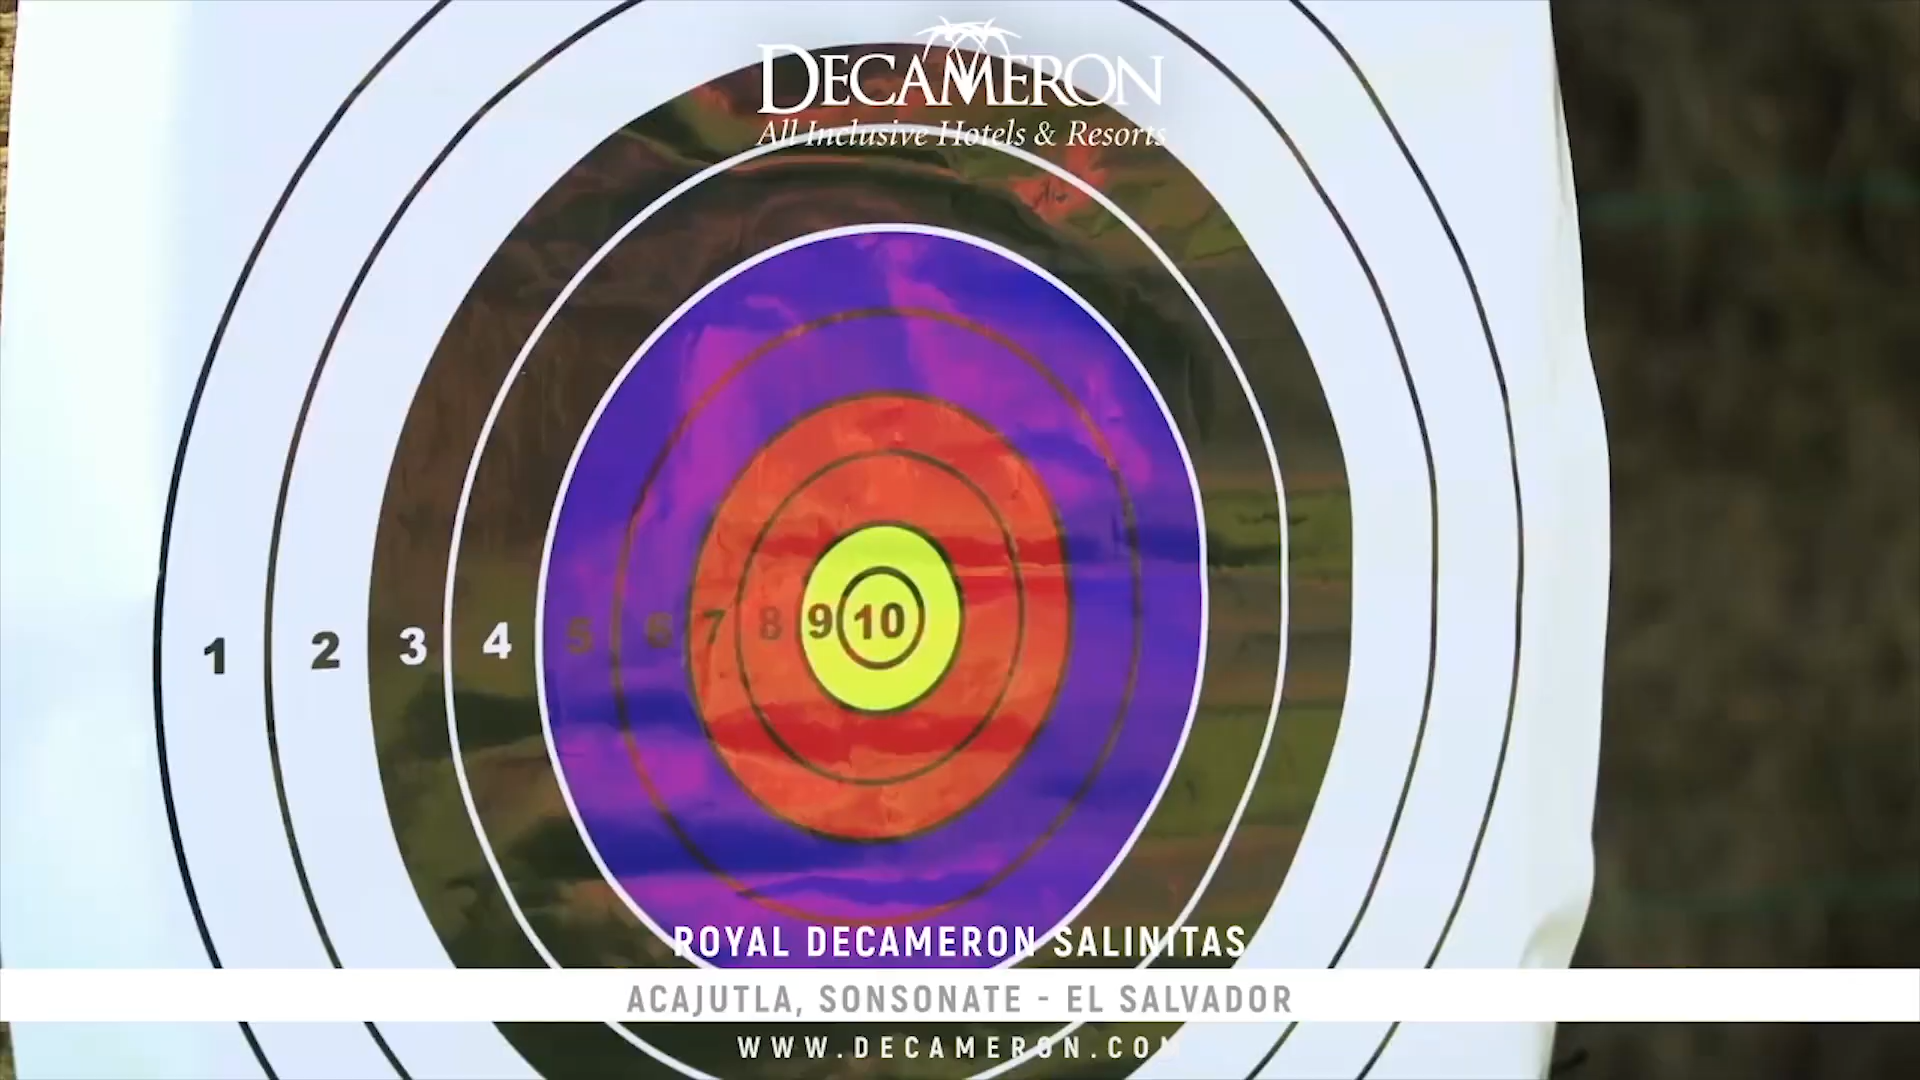 DECAMERON
All Inclusive Hotels & Resorts
1 2 3 4 5 6 7 8 9 10
ROYAL DECAMERON SALINITAS
ACAJUTLA, SONSONATE - EL SALVADOR
WWW.DECAMERON.COM